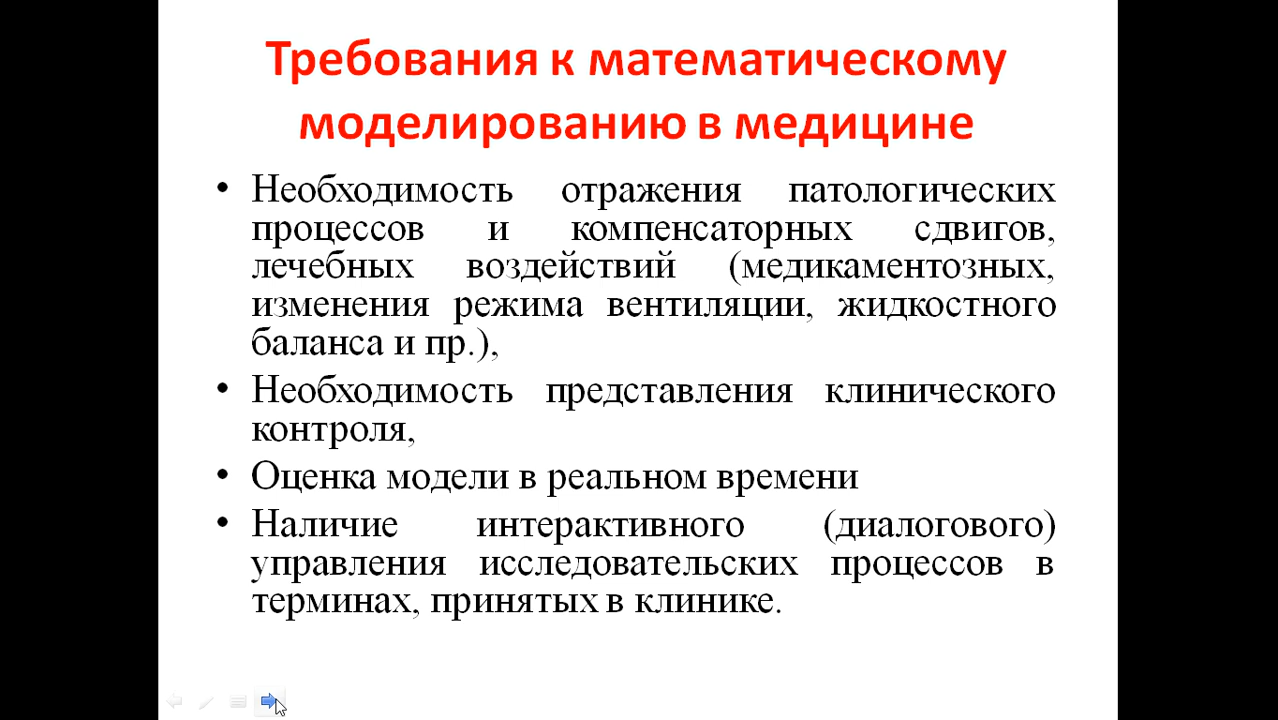 Требования к математическому
моделированию в медицине
• Необходимость отражения патологических
процессов и компенсаторных сдвигов,
лечебных воздействий (медикаментозных,
изменения режима вентиляции, жидкостного
баланса и пр.),
• Необходимость представления клинического
контроля,
• Оценка модели в реальном времени
• Наличие интерактивного (диалогового)
управления исследовательских процессов в
терминах, принятых в клинике.